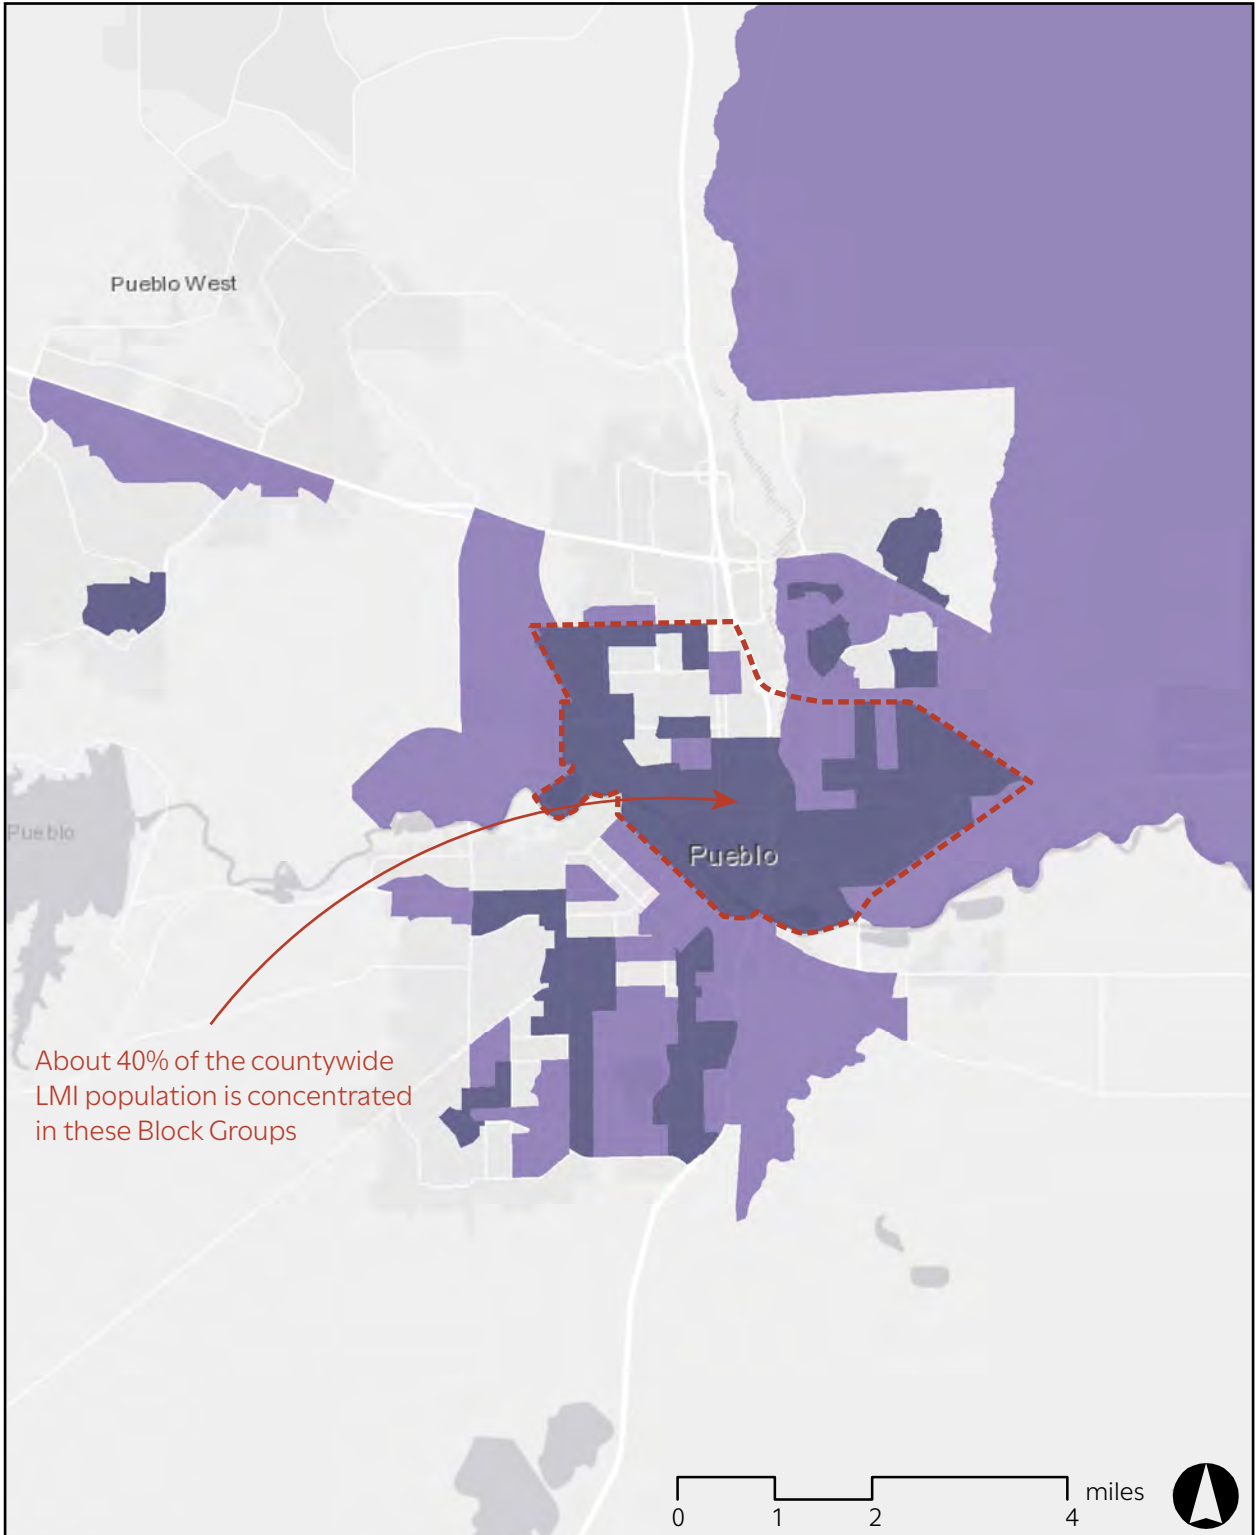 Pueblo West
Pueblo
Pueblo
About 40% of the countywide
LMI population is concentrated
in these Block Groups
miles
0 1 2 4